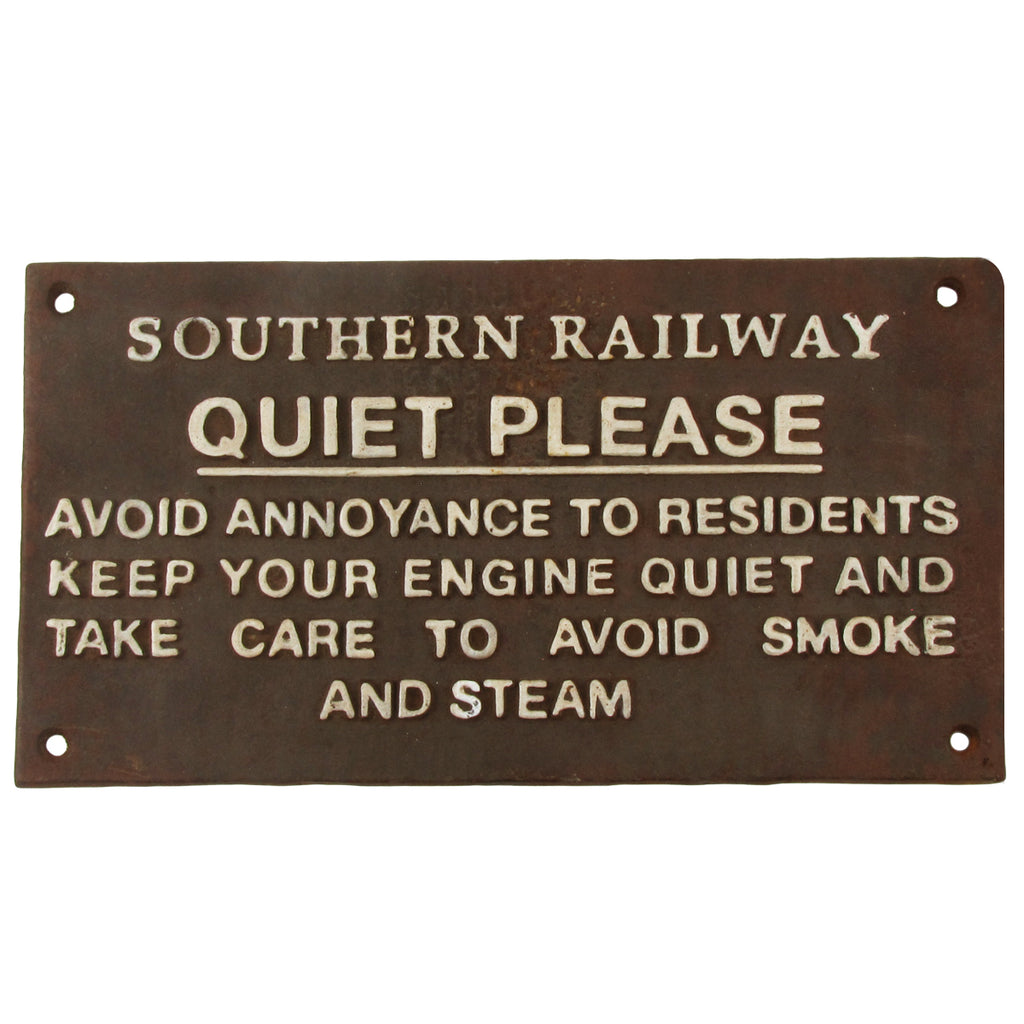 SOUTHERN RAILWAY
QUIET PLEASE
AVOID ANNOYANCE TO RESIDENTS
KEEP YOUR ENGINE QUIET AND
TAKE CARE TO AVOID SMOKE
AND STEAM